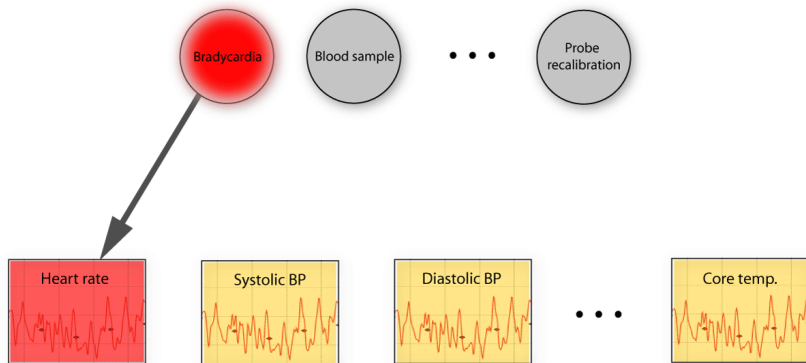 Bradycardia
Blood sample
• • •
Probe
recalibration
Heart rate
Systolic BP
Diastolic BP
• • •
Core temp.